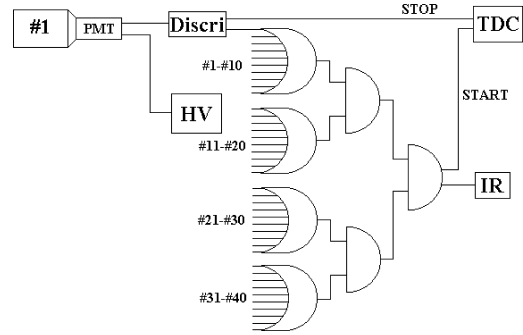 STOP
#1
PMT
Discri
TDC
#1-#10
HV
START
#11-#20
IR
#21-#30
#31-#40